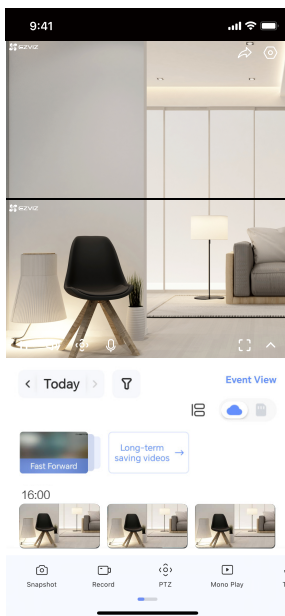 9:41
EZVIZ
EZVIZ
Today
Event View
Fast Forward
Long-term
saving videos
16:00
Snapshot
Record
PTZ
Mono Play